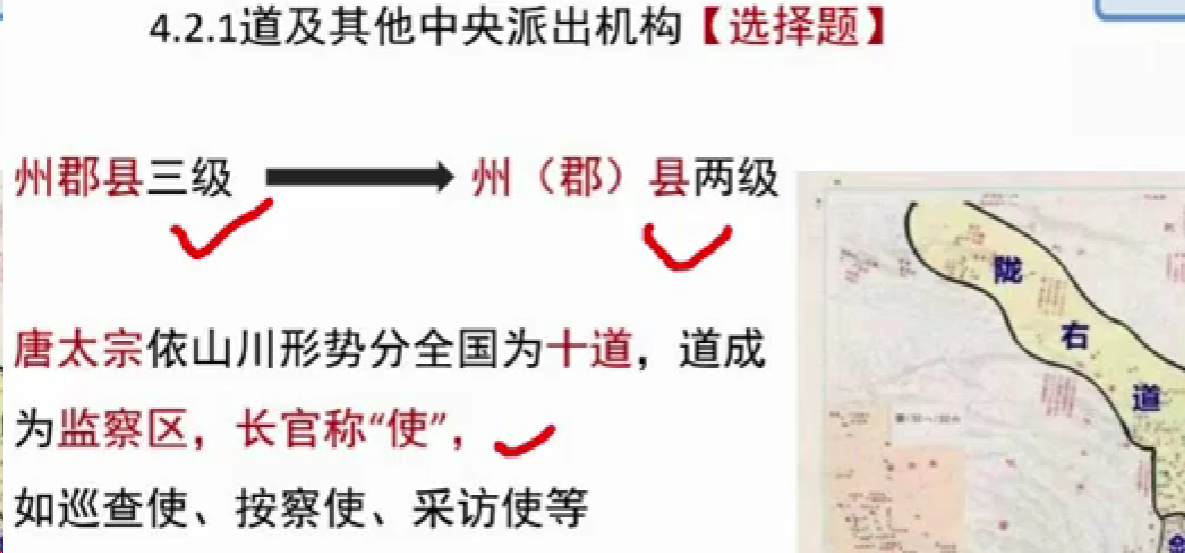 4.2.1道及其他中央派出机构【选择题】
州郡县三级
州（郡）县两级
唐太宗依山川形势分全国为十道，道成
为监察区，长官称“使”，
如巡查使、按察使、采访使等
陇
右
道